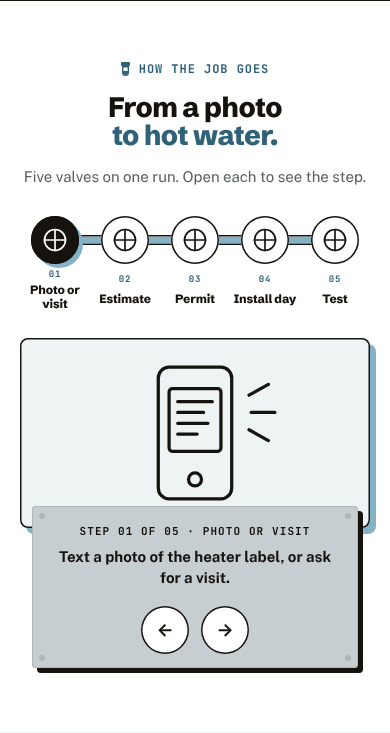 HOW THE JOB GOES
From a photo
to hot water.
Five valves on one run. Open each to see the step.
01
Photo or
visit
02
Estimate
03
Permit
04
Install day
05
Test
STEP 01 OF 05 · PHOTO OR VISIT
Text a photo of the heater label, or ask
for a visit.